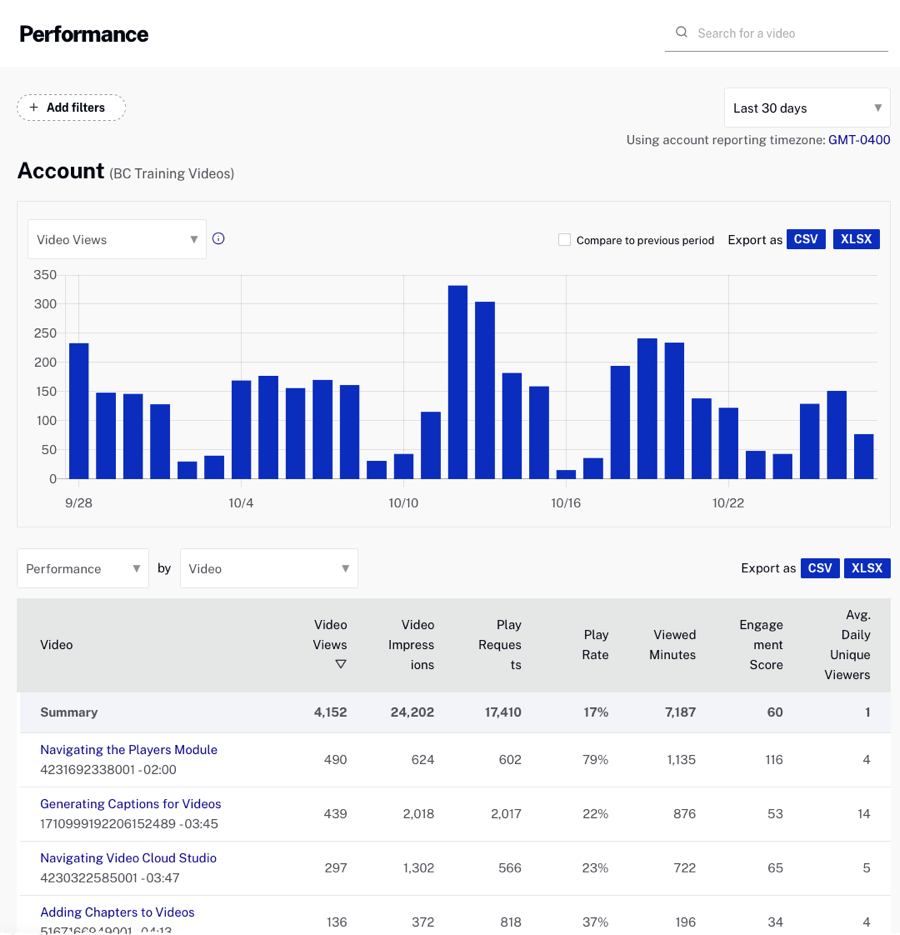 Performance
Search for a video
+ Add filters
Last 30 days
Using account reporting timezone: GMT-0400
Account (BC Training Videos)
Video Views
Compare to previous period Export as CSV XLSX
350
300
250
200
150
100
50
0
9/28 10/4 10/10 10/16 10/22
Performance by Video
Export as CSV XLSX
Video
Video
Views
Video
Impress
ions
Play
Reques
ts
Play
Rate
Viewed
Minutes
Engage
ment
Score
Avg.
Daily
Unique
Viewers
Summary 4,152 24,202 17,410 17% 7,187 60 1
Navigating the Players Module
4231692338001 - 02:00
490 624 602 79% 1,135 116 4
Generating Captions for Videos
1710999192206152489 - 03:45
439 2,018 2,017 22% 876 53 14
Navigating Video Cloud Studio
4230322585001 - 03:47
297 1,302 566 23% 722 65 5
Adding Chapters to Videos
136 372 818 37% 196 34 4